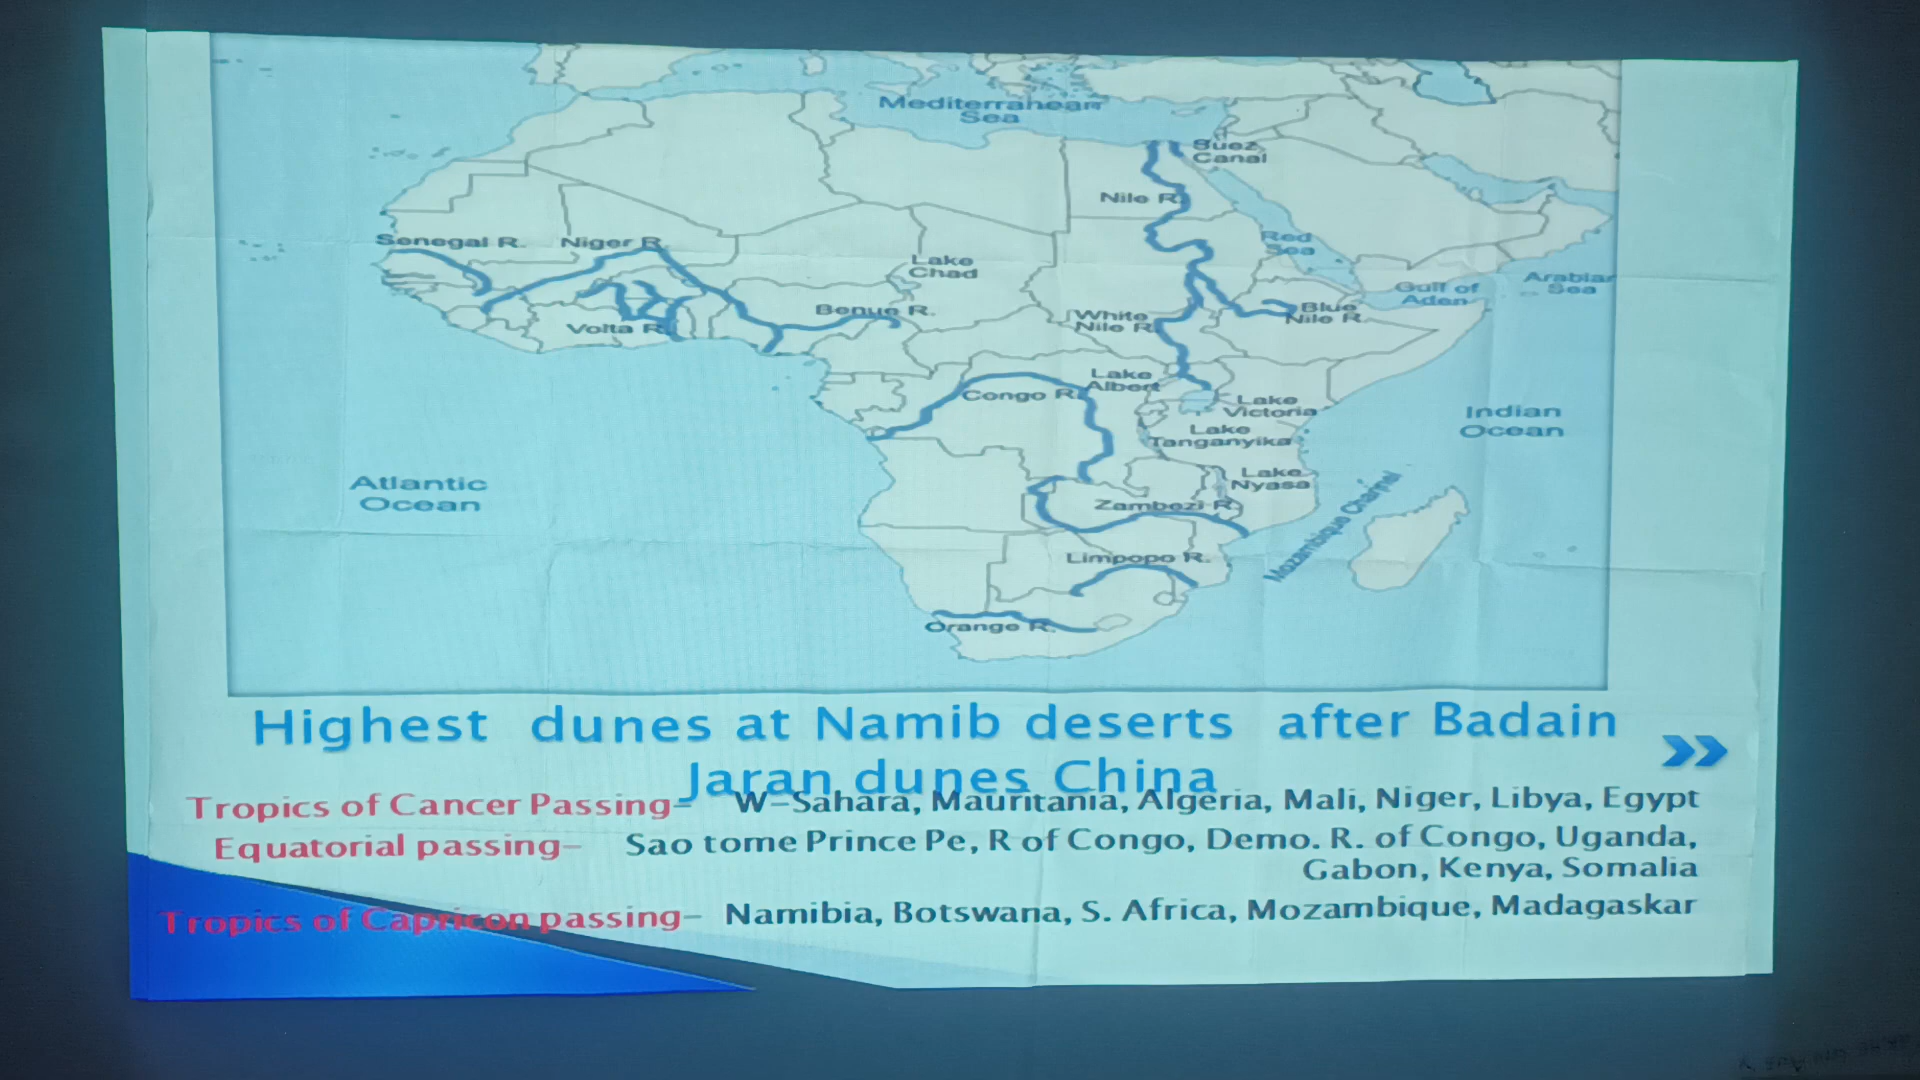 Mediterranean
Sea
Suez
Canal
Nile R.
Senegal R.
Niger R.
Red
Sea
Lake
Chad
Arabian
Sea
Gulf of
Aden
Benue R.
White
Nile R.
Blue
Nile R.
Volta R.
Lake
Albert
Congo R.
Lake
Victoria
Indian
Ocean
Lake
Tanganyika
Lake
Nyasa
Atlantic
Ocean
Zambezi R.
Mozambique Channel
Limpopo R.
Orange R.
Highest dunes at Namib deserts after Badain
Jaran dunes China
Tropics of Cancer Passing- W-Sahara, Mauritania, Algeria, Mali, Niger, Libya, Egypt
Equatorial passing- Sao tome Prince Pe, R of Congo, Demo. R. of Congo, Uganda,
Gabon, Kenya, Somalia
Tropics of Capricon passing- Namibia, Botswana, S. Africa, Mozambique, Madagaskar